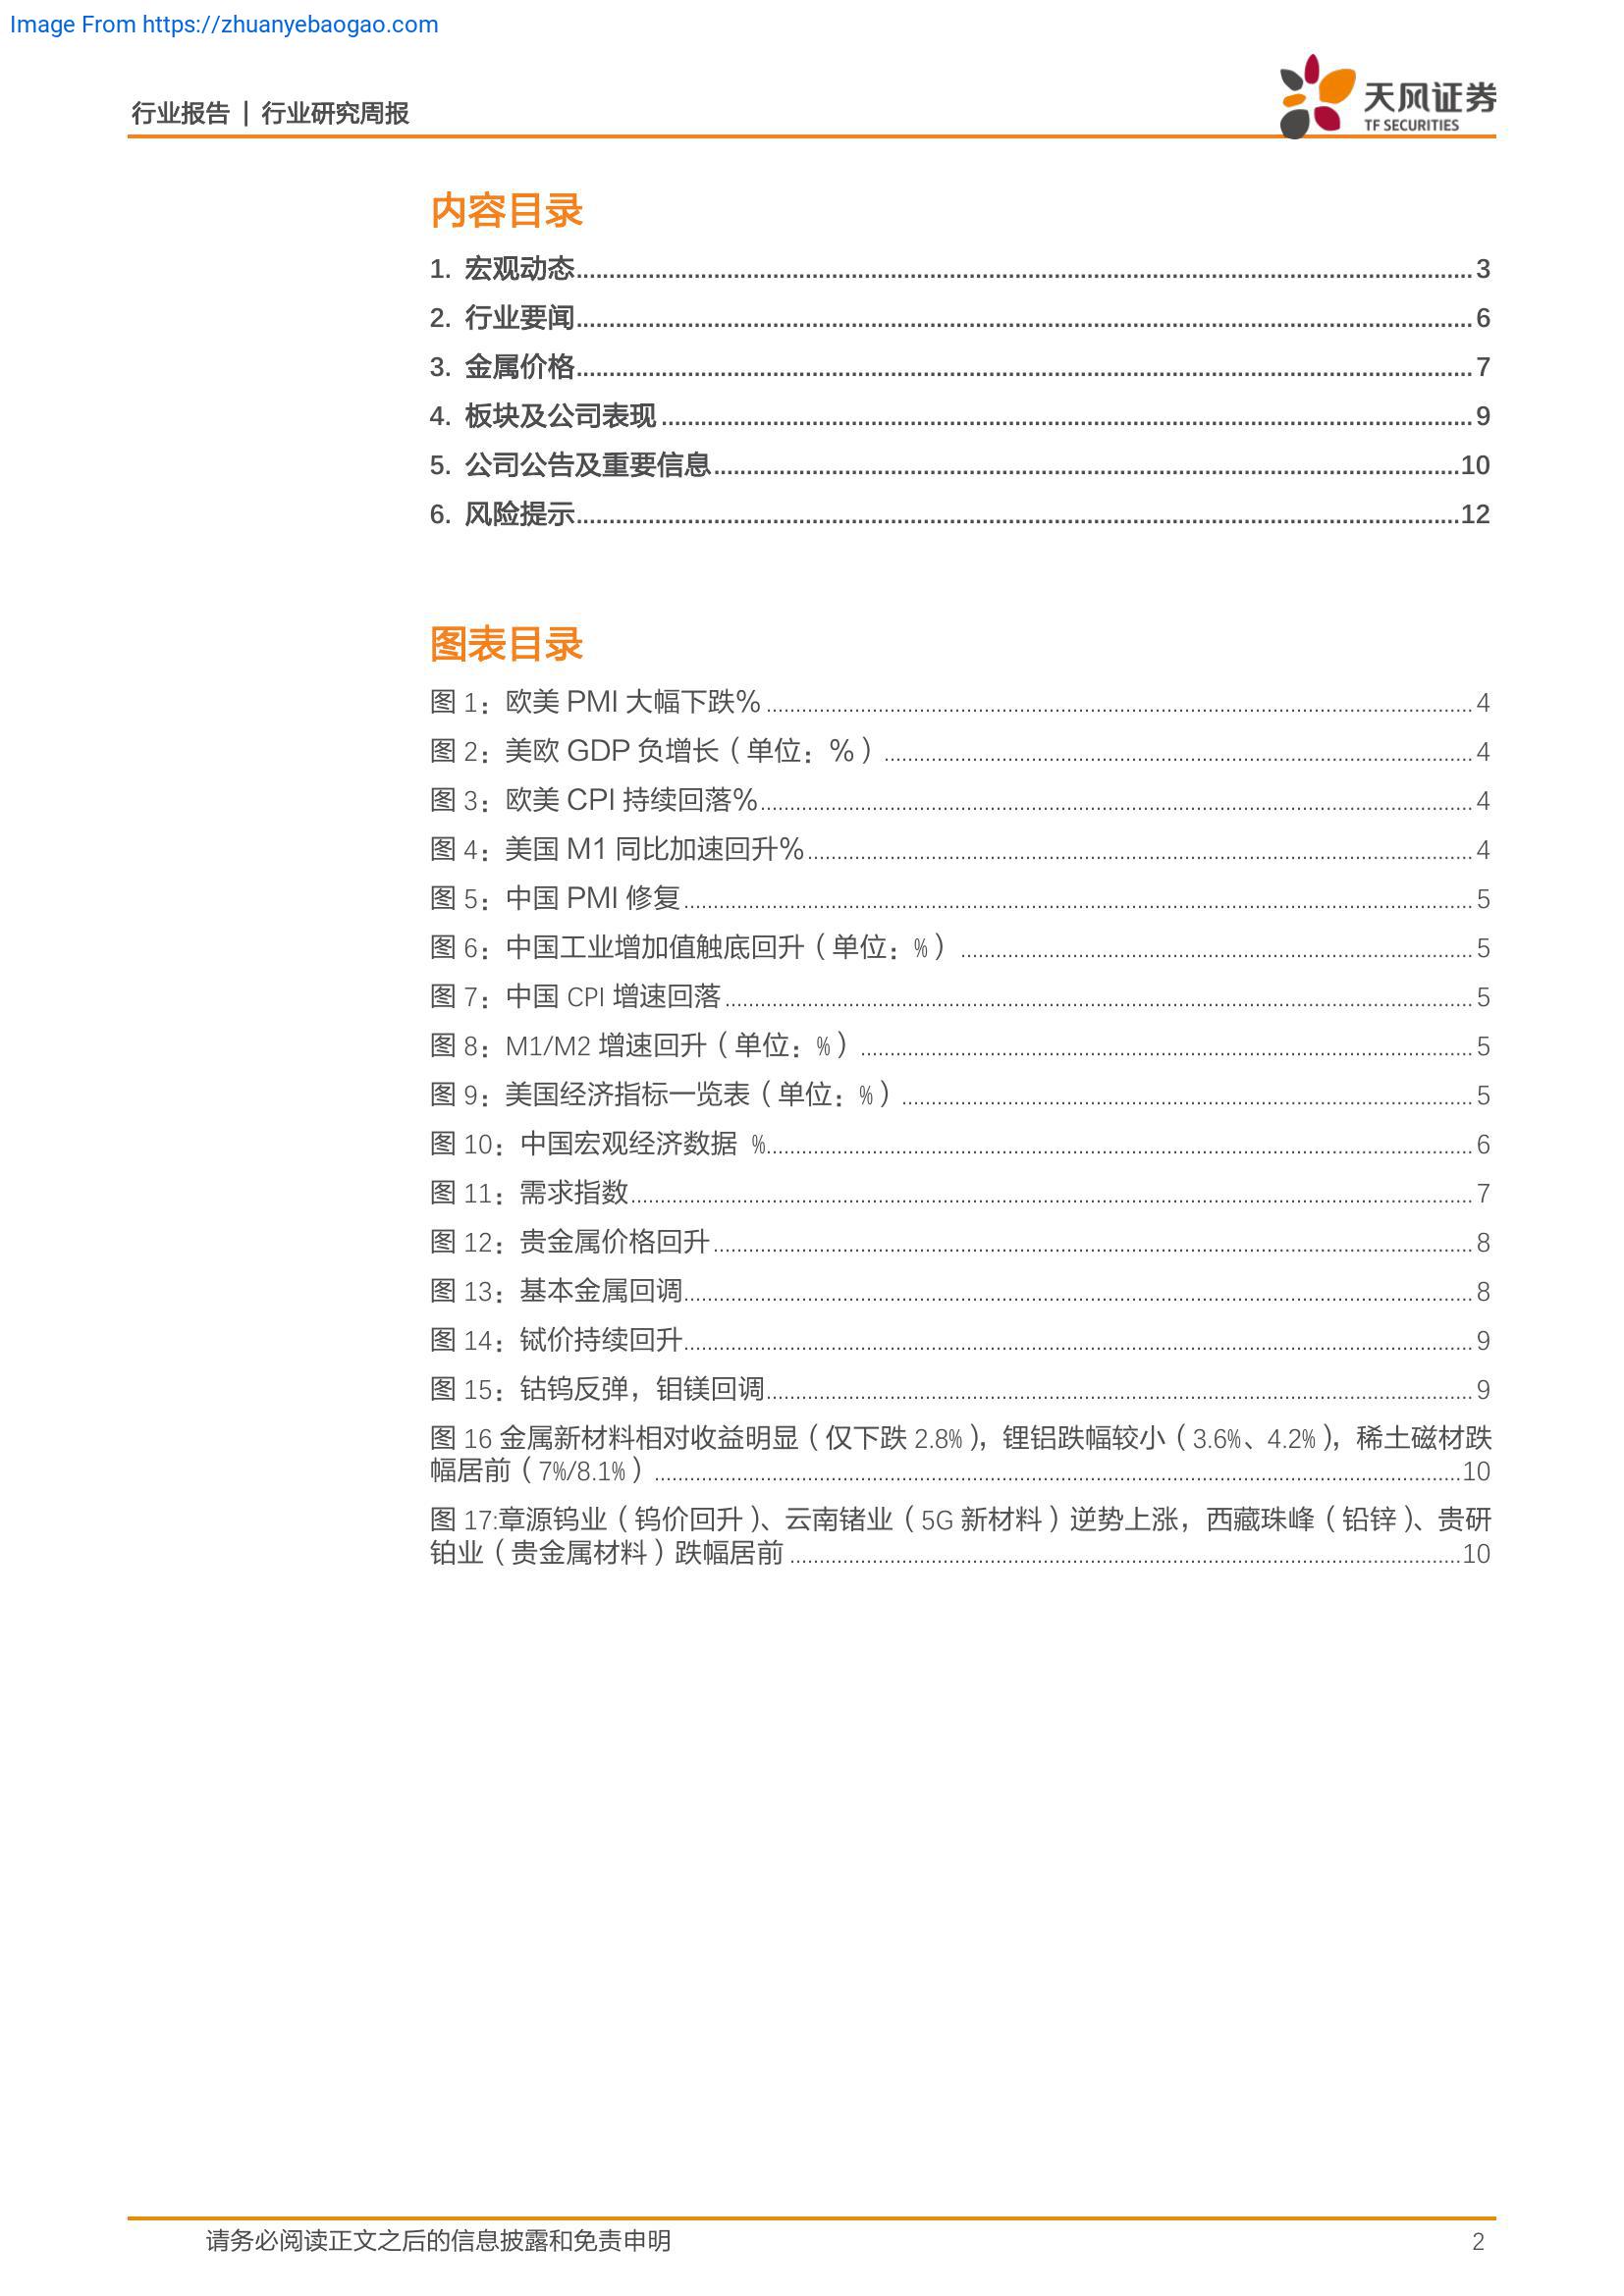 Image From https://zhuanyebaogao.com
行业报告 | 行业研究周报
天风证券
TF SECURITIES
内容目录
1. 宏观动态 3
2. 行业要闻 6
3. 金属价格 7
4. 板块及公司表现 9
5. 公司公告及重要信息 10
6. 风险提示 12
图表目录
图 1：欧美 PMI 大幅下跌% 4
图 2：美欧 GDP 负增长（单位：%） 4
图 3：欧美 CPI 持续回落% 4
图 4：美国 M1 同比加速回升% 4
图 5：中国 PMI 修复 5
图 6：中国工业增加值触底回升（单位：%） 5
图 7：中国 CPI 增速回落 5
图 8：M1/M2 增速回升（单位：%） 5
图 9：美国经济指标一览表（单位：%） 5
图 10：中国宏观经济数据 % 6
图 11：需求指数 7
图 12：贵金属价格回升 8
图 13：基本金属回调 8
图 14：铽价持续回升 9
图 15：钴钨反弹，钼镁回调 9
图 16 金属新材料相对收益明显（仅下跌 2.8%），锂铝跌幅较小（3.6%、4.2%），稀土磁材跌
幅居前（7%/8.1%） 10
图 17:章源钨业（钨价回升）、云南锗业（5G 新材料）逆势上涨，西藏珠峰（铅锌）、贵研
铂业（贵金属材料）跌幅居前 10
请务必阅读正文之后的信息披露和免责申明 2